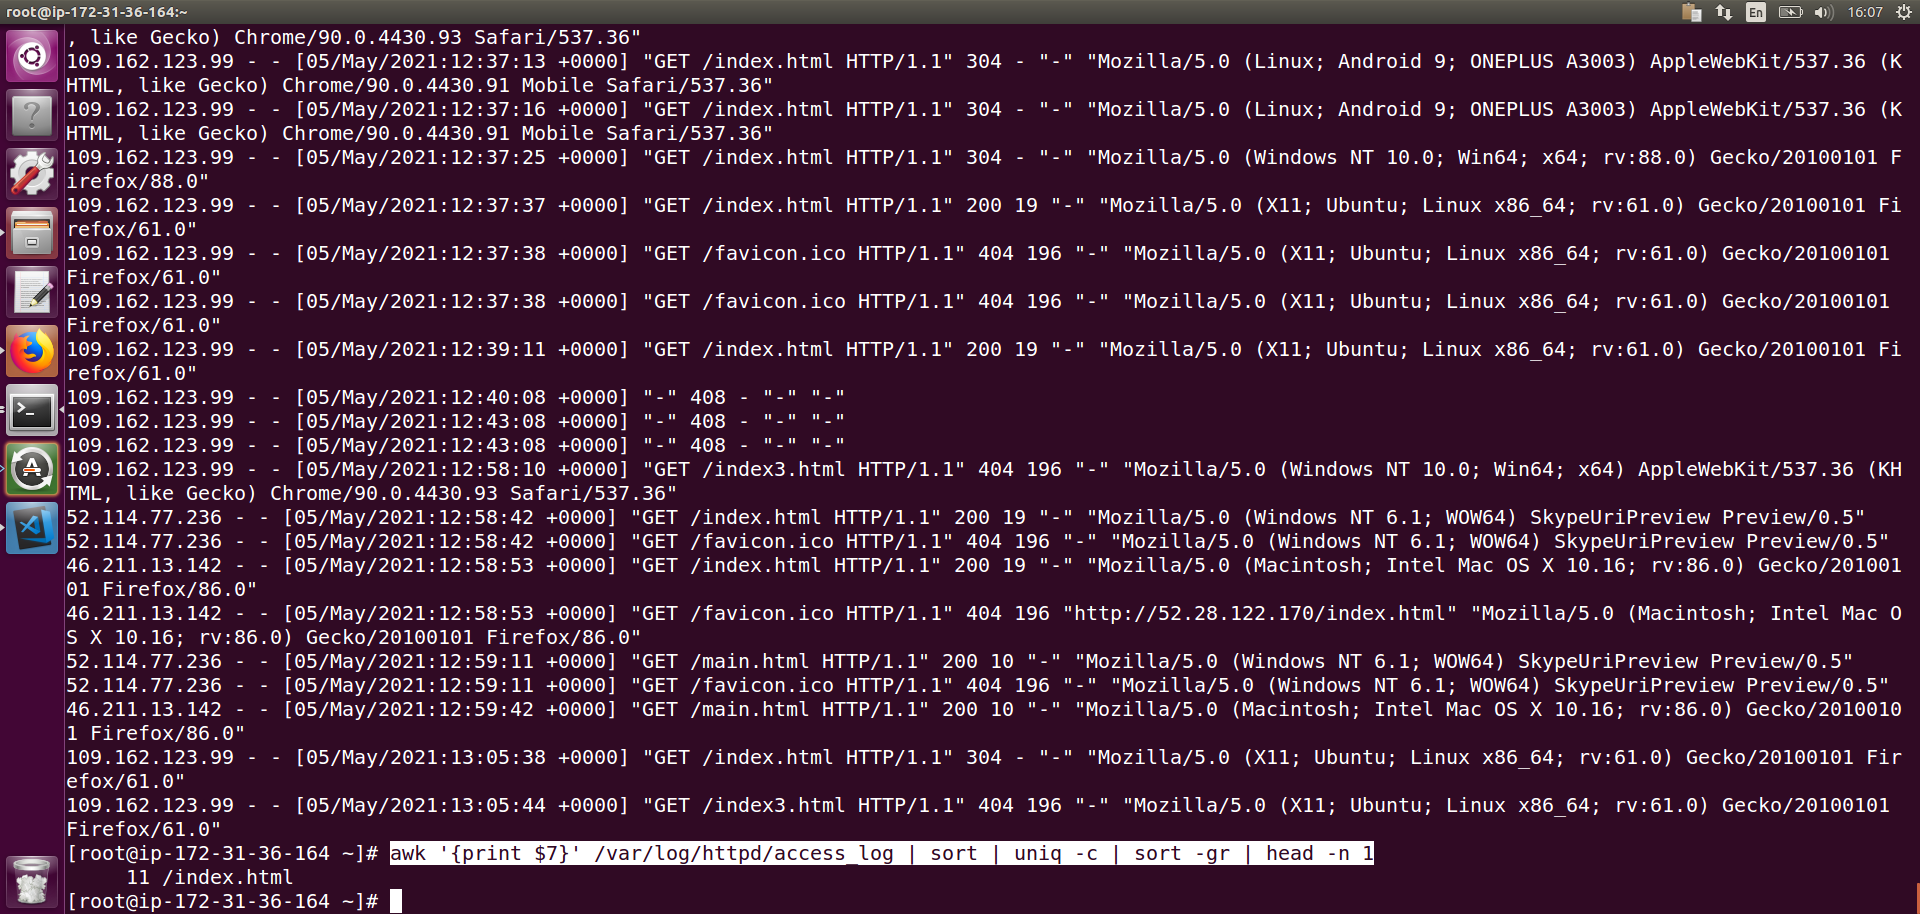 root@ip-172-31-36-164:~
En
16:07
, like Gecko) Chrome/90.0.4430.93 Safari/537.36"
109.162.123.99 - - [05/May/2021:12:37:13 +0000] "GET /index.html HTTP/1.1" 304 - "-" "Mozilla/5.0 (Linux; Android 9; ONEPLUS A3003) AppleWebKit/537.36 (K
HTML, like Gecko) Chrome/90.0.4430.91 Mobile Safari/537.36"
109.162.123.99 - - [05/May/2021:12:37:16 +0000] "GET /index.html HTTP/1.1" 304 - "-" "Mozilla/5.0 (Linux; Android 9; ONEPLUS A3003) AppleWebKit/537.36 (K
HTML, like Gecko) Chrome/90.0.4430.91 Mobile Safari/537.36"
109.162.123.99 - - [05/May/2021:12:37:25 +0000] "GET /index.html HTTP/1.1" 304 - "-" "Mozilla/5.0 (Windows NT 10.0; Win64; x64; rv:88.0) Gecko/20100101 F
irefox/88.0"
109.162.123.99 - - [05/May/2021:12:37:37 +0000] "GET /index.html HTTP/1.1" 200 19 "-" "Mozilla/5.0 (X11; Ubuntu; Linux x86_64; rv:61.0) Gecko/20100101 Fi
refox/61.0"
109.162.123.99 - - [05/May/2021:12:37:38 +0000] "GET /favicon.ico HTTP/1.1" 404 196 "-" "Mozilla/5.0 (X11; Ubuntu; Linux x86_64; rv:61.0) Gecko/20100101
Firefox/61.0"
109.162.123.99 - - [05/May/2021:12:37:38 +0000] "GET /favicon.ico HTTP/1.1" 404 196 "-" "Mozilla/5.0 (X11; Ubuntu; Linux x86_64; rv:61.0) Gecko/20100101
Firefox/61.0"
109.162.123.99 - - [05/May/2021:12:39:11 +0000] "GET /index.html HTTP/1.1" 200 19 "-" "Mozilla/5.0 (X11; Ubuntu; Linux x86_64; rv:61.0) Gecko/20100101 Fi
refox/61.0"
109.162.123.99 - - [05/May/2021:12:40:08 +0000] "-" 408 - "-" "-"
109.162.123.99 - - [05/May/2021:12:43:08 +0000] "-" 408 - "-" "-"
109.162.123.99 - - [05/May/2021:12:43:08 +0000] "-" 408 - "-" "-"
109.162.123.99 - - [05/May/2021:12:58:10 +0000] "GET /index3.html HTTP/1.1" 404 196 "-" "Mozilla/5.0 (Windows NT 10.0; Win64; x64) AppleWebKit/537.36 (KH
TML, like Gecko) Chrome/90.0.4430.93 Safari/537.36"
52.114.77.236 - - [05/May/2021:12:58:42 +0000] "GET /index.html HTTP/1.1" 200 19 "-" "Mozilla/5.0 (Windows NT 6.1; WOW64) SkypeUriPreview Preview/0.5"
52.114.77.236 - - [05/May/2021:12:58:42 +0000] "GET /favicon.ico HTTP/1.1" 404 196 "-" "Mozilla/5.0 (Windows NT 6.1; WOW64) SkypeUriPreview Preview/0.5"
46.211.13.142 - - [05/May/2021:12:58:53 +0000] "GET /index.html HTTP/1.1" 200 19 "-" "Mozilla/5.0 (Macintosh; Intel Mac OS X 10.16; rv:86.0) Gecko/201001
01 Firefox/86.0"
46.211.13.142 - - [05/May/2021:12:58:53 +0000] "GET /favicon.ico HTTP/1.1" 404 196 "http://52.28.122.170/index.html" "Mozilla/5.0 (Macintosh; Intel Mac O
S X 10.16; rv:86.0) Gecko/20100101 Firefox/86.0"
52.114.77.236 - - [05/May/2021:12:59:11 +0000] "GET /main.html HTTP/1.1" 200 10 "-" "Mozilla/5.0 (Windows NT 6.1; WOW64) SkypeUriPreview Preview/0.5"
52.114.77.236 - - [05/May/2021:12:59:11 +0000] "GET /favicon.ico HTTP/1.1" 404 196 "-" "Mozilla/5.0 (Windows NT 6.1; WOW64) SkypeUriPreview Preview/0.5"
46.211.13.142 - - [05/May/2021:12:59:42 +0000] "GET /main.html HTTP/1.1" 200 10 "-" "Mozilla/5.0 (Macintosh; Intel Mac OS X 10.16; rv:86.0) Gecko/2010010
1 Firefox/86.0"
109.162.123.99 - - [05/May/2021:13:05:38 +0000] "GET /index.html HTTP/1.1" 304 - "-" "Mozilla/5.0 (X11; Ubuntu; Linux x86_64; rv:61.0) Gecko/20100101 Fir
efox/61.0"
109.162.123.99 - - [05/May/2021:13:05:44 +0000] "GET /index3.html HTTP/1.1" 404 196 "-" "Mozilla/5.0 (X11; Ubuntu; Linux x86_64; rv:61.0) Gecko/20100101
Firefox/61.0"
[root@ip-172-31-36-164 ~]# awk '{print $7}' /var/log/httpd/access_log | sort | uniq -c | sort -gr | head -n 1
11 /index.html
[root@ip-172-31-36-164 ~]#